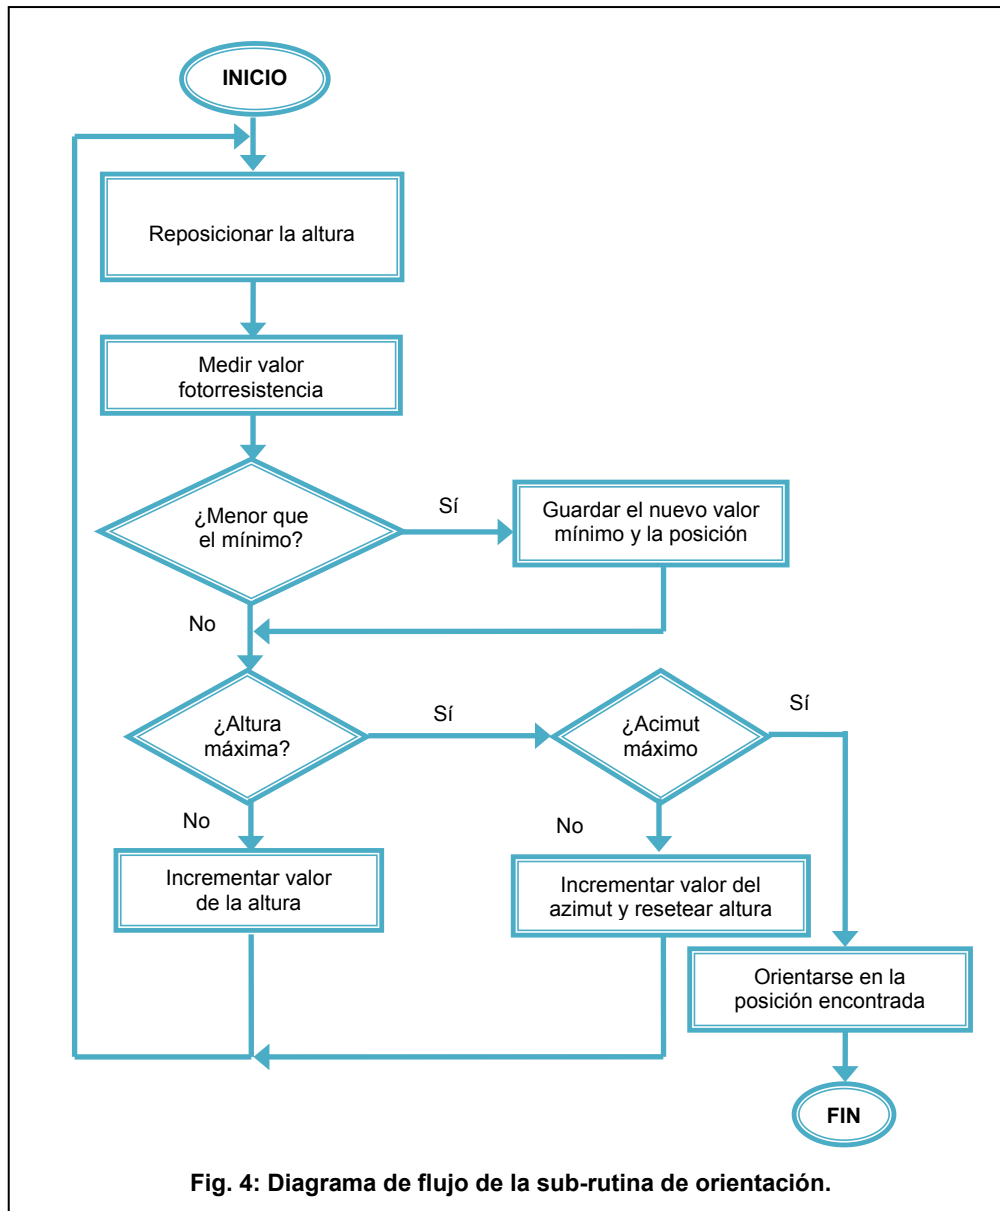 INICIO
Reposicionar la altura
Medir valor
fotorresistencia
¿Menor que
el mínimo?
Sí
Guardar el nuevo valor
mínimo y la posición
No
¿Altura
máxima?
Sí
¿Acimut
máximo
Sí
No
Incrementar valor
de la altura
No
Incrementar valor del
azimut y resetear altura
Orientarse en la
posición encontrada
FIN
Fig. 4: Diagrama de flujo de la sub-rutina de orientación.